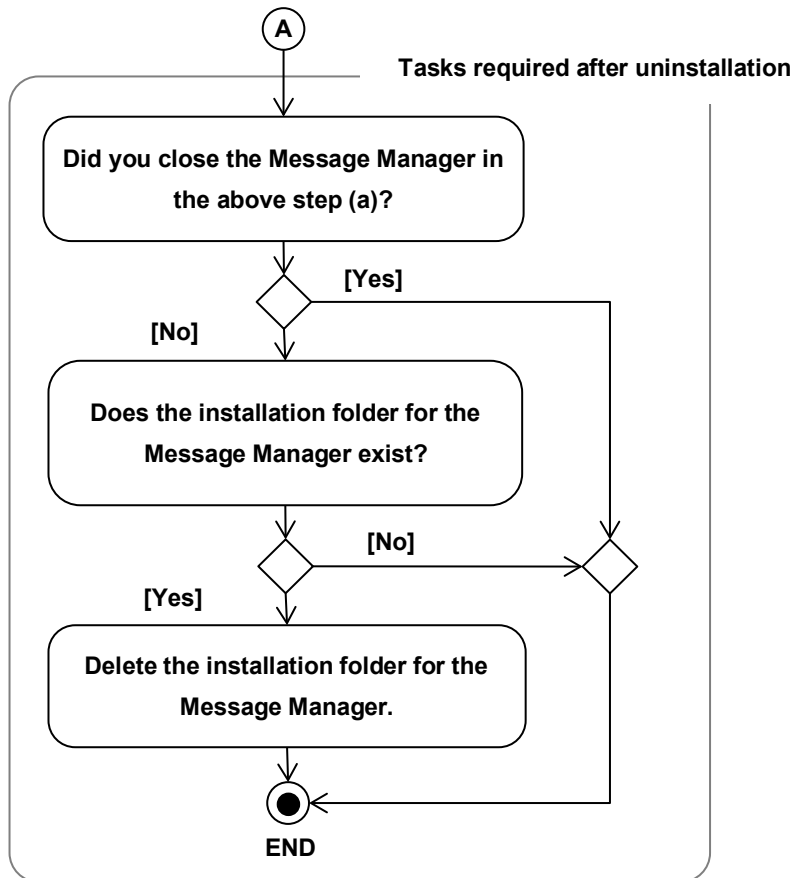 A
Tasks required after uninstallation
Did you close the Message Manager in
the above step (a)?
[Yes]
[No]
Does the installation folder for the
Message Manager exist?
[No]
[Yes]
Delete the installation folder for the
Message Manager.
END